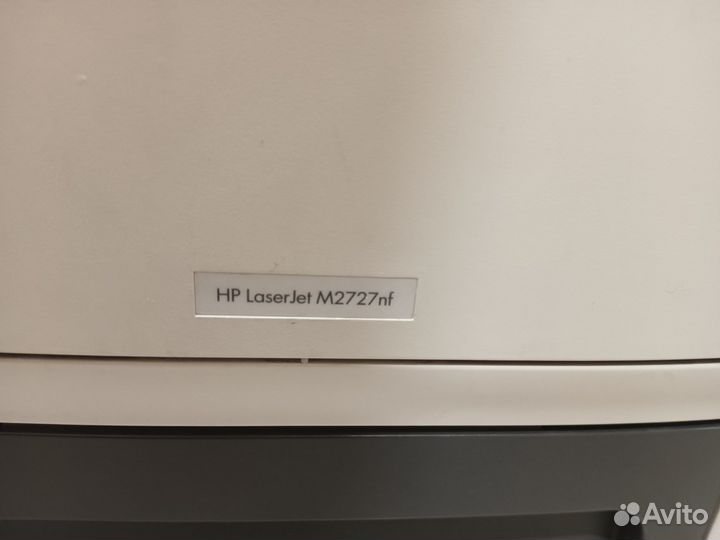 HP LaserJet M2727nf
Avito